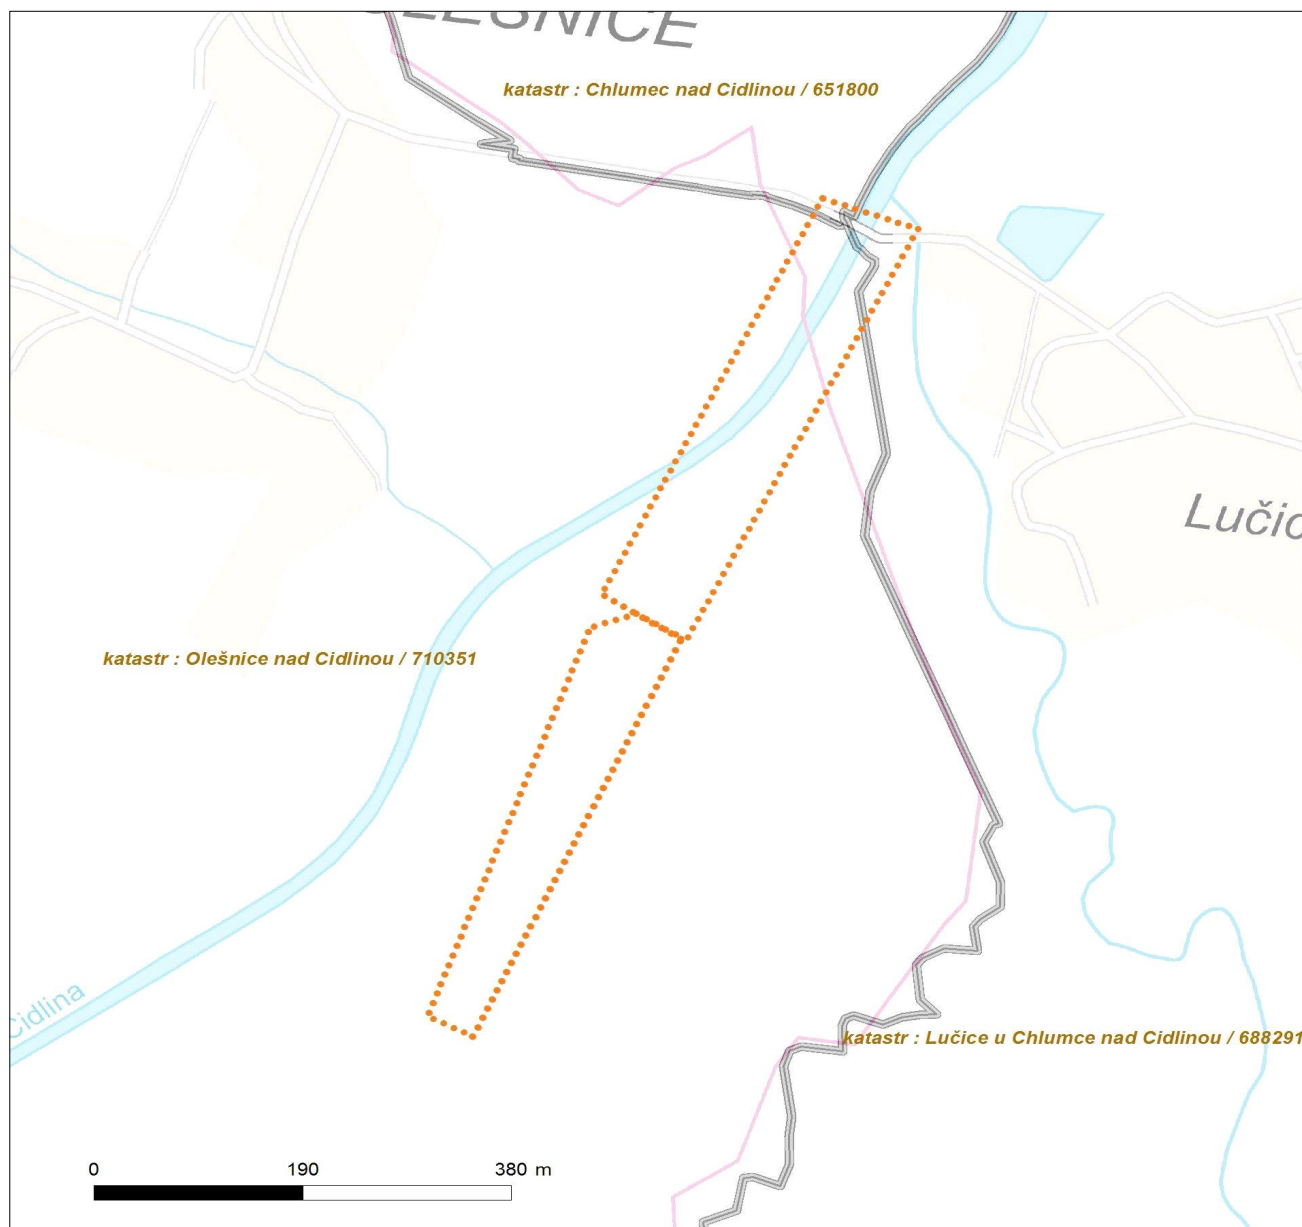 katastr : Chlumec nad Cidlinou / 651800
katastr : Olešnice nad Cidlinou / 710351
Cidlina
katastr : Lučice u Chlumce nad Cidlinou / 688291
0 190 380 m